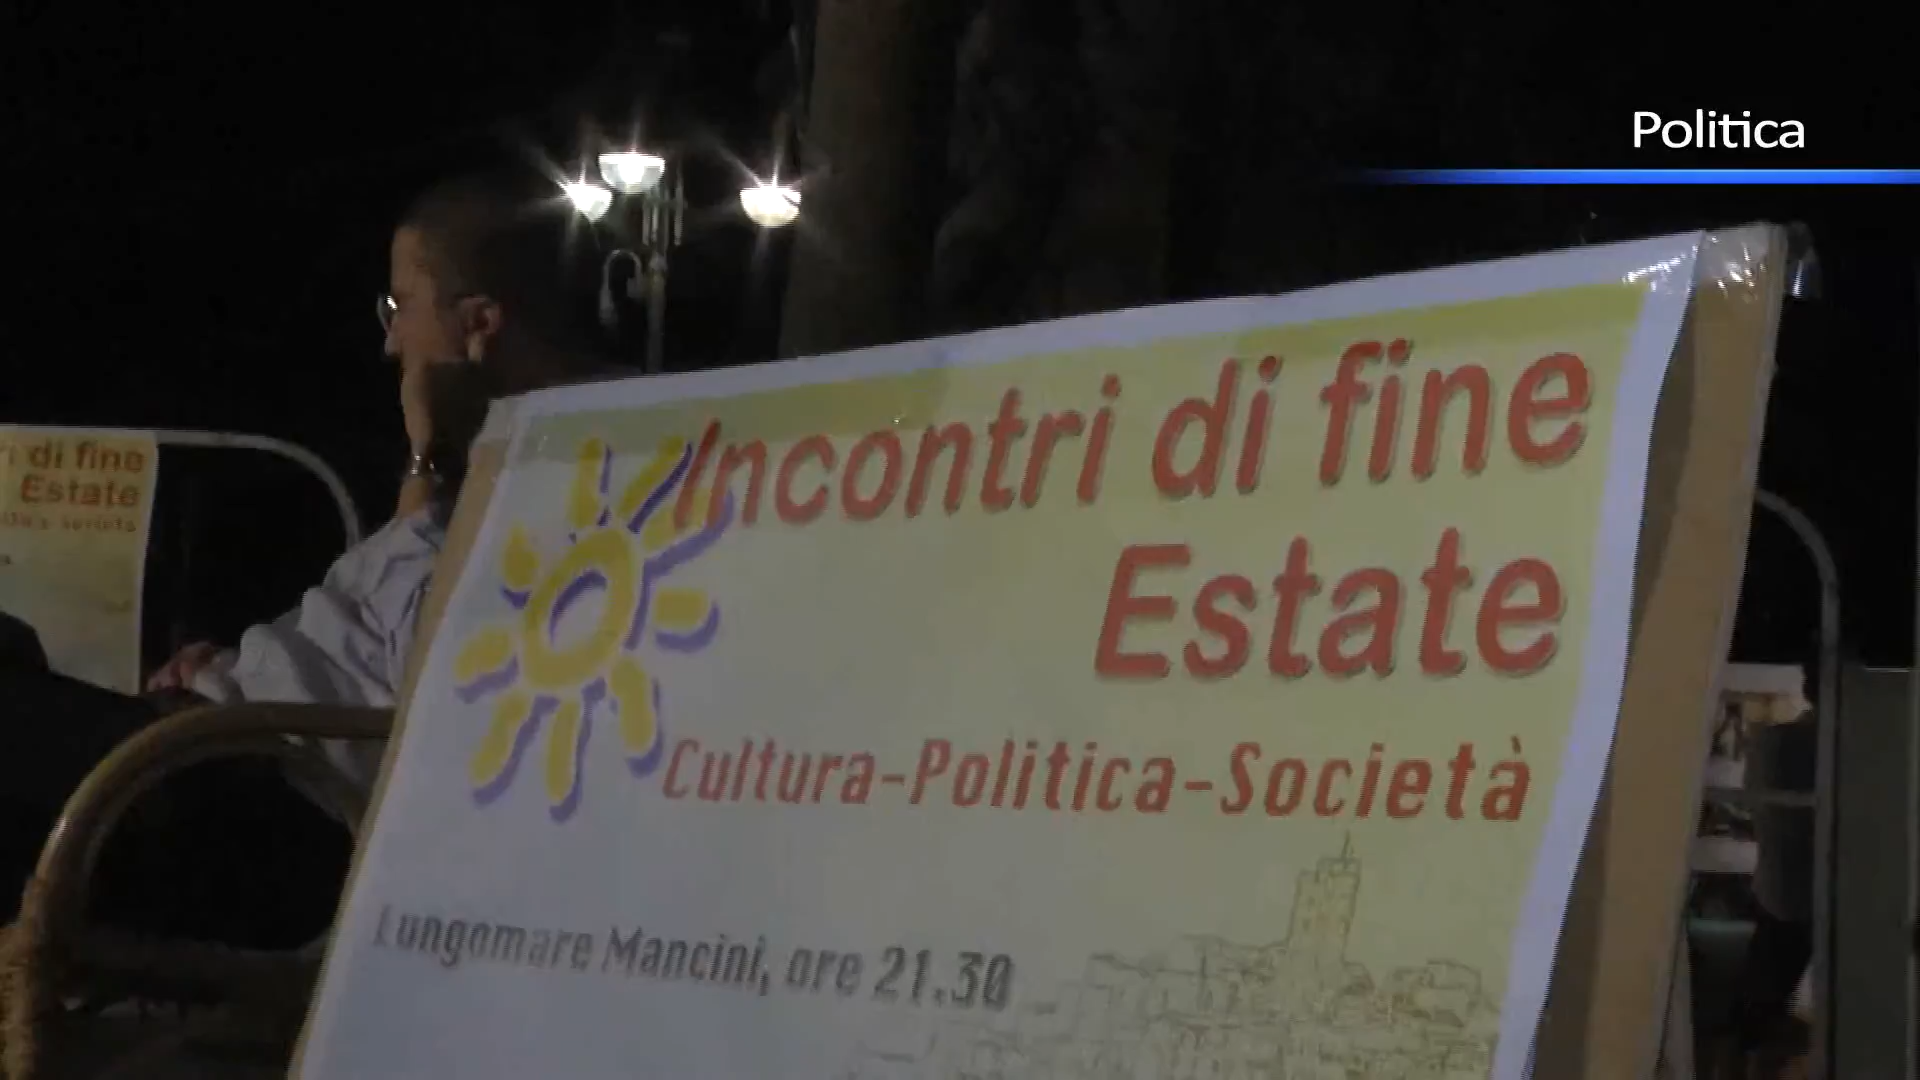 Politica
Incontri di fine
Estate
Cultura-Politica-Società
Lungomare Mancini, ore 21.30
di fine
Estate